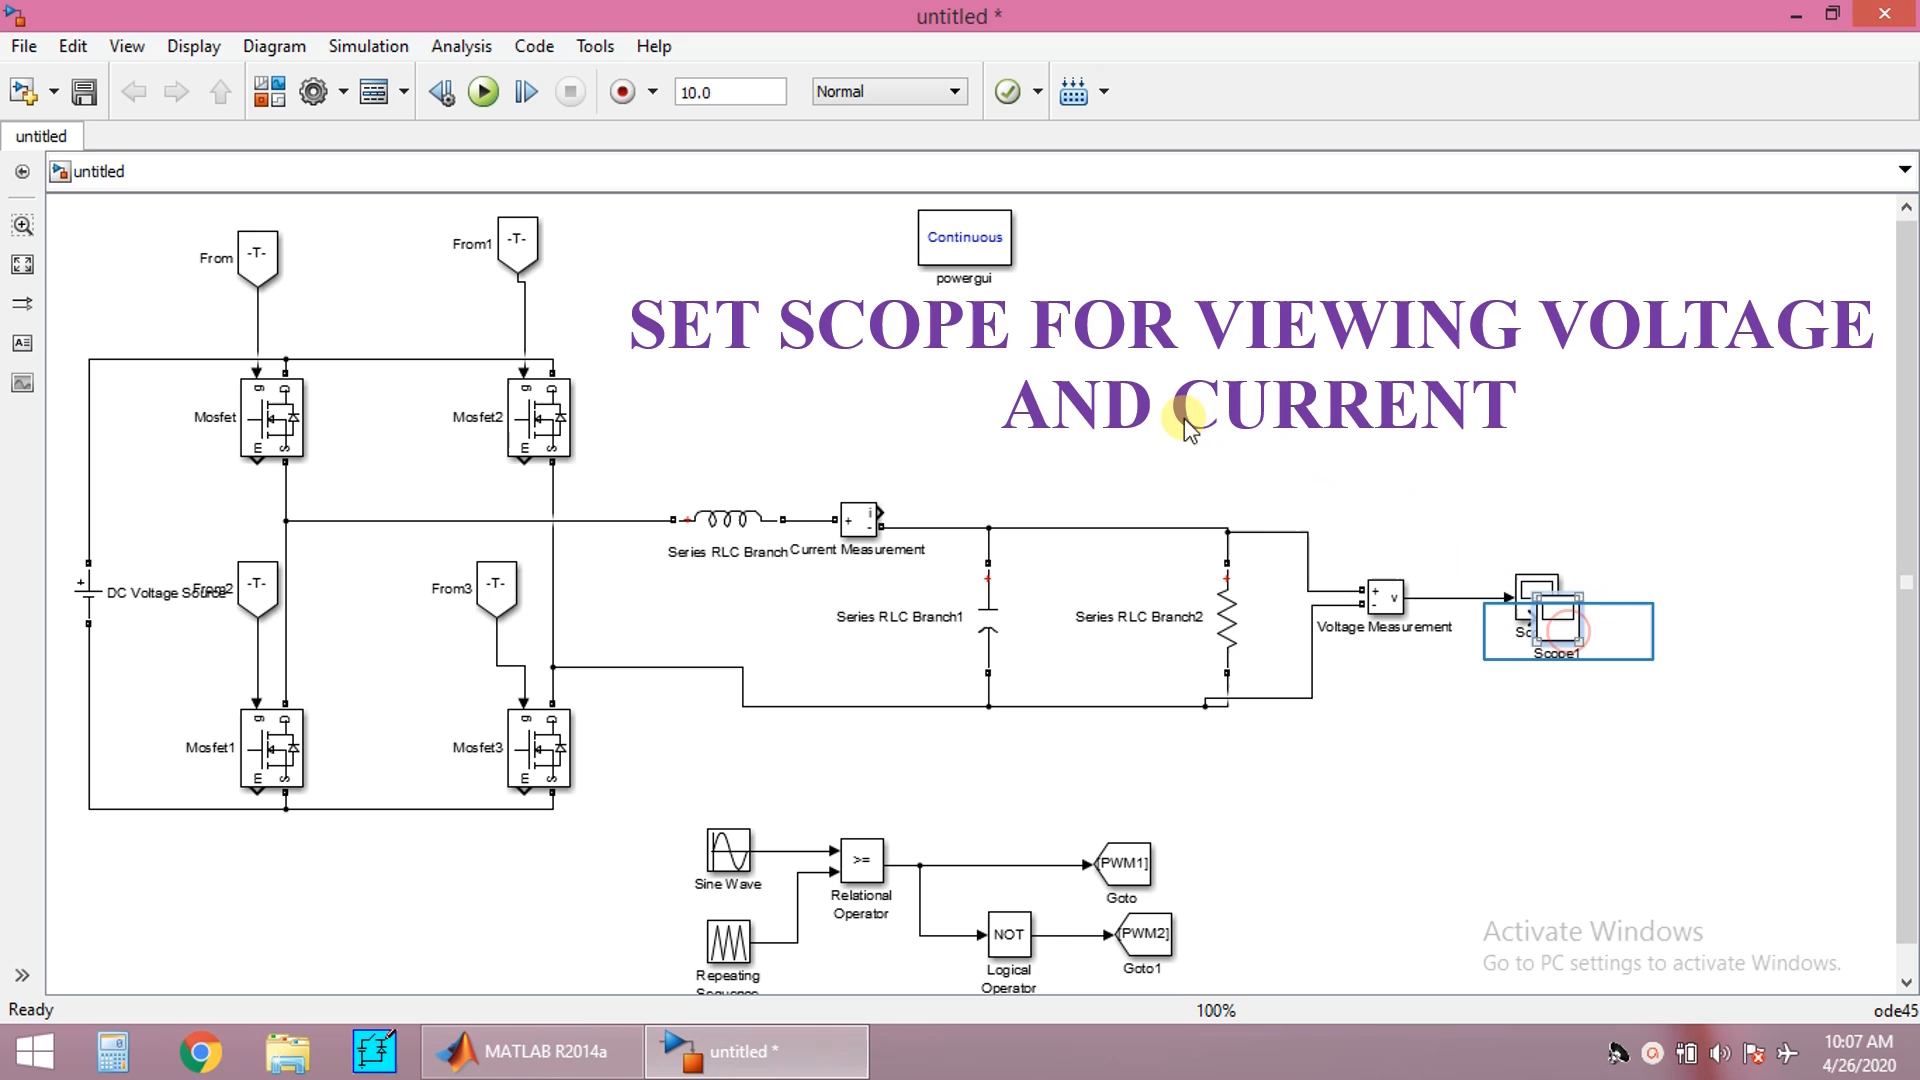 untitled *
File Edit View Display Diagram Simulation Analysis Code Tools Help
10.0 Normal
untitled
untitled
From -T-
From1 -T-
Continuous
powergui
SET SCOPE FOR VIEWING VOLTAGE
AND CURRENT
g D
Mosfet
m S
g D
Mosfet2
m S
+ i -
Series RLC Branch Current Measurement
+ DC Voltage Source
From2 -T-
From3 -T-
Series RLC Branch1
Series RLC Branch2
+ - v
Voltage Measurement
Scope1
g D
Mosfet1
m S
g D
Mosfet3
m S
Sine Wave
>=
Relational
Operator
[PWM1]
Goto
Repeating
NOT
Logical
Operator
[PWM2]
Goto1
Activate Windows
Go to PC settings to activate Windows.
Ready 100% ode45
MATLAB R2014a
untitled *
10:07 AM
4/26/2020